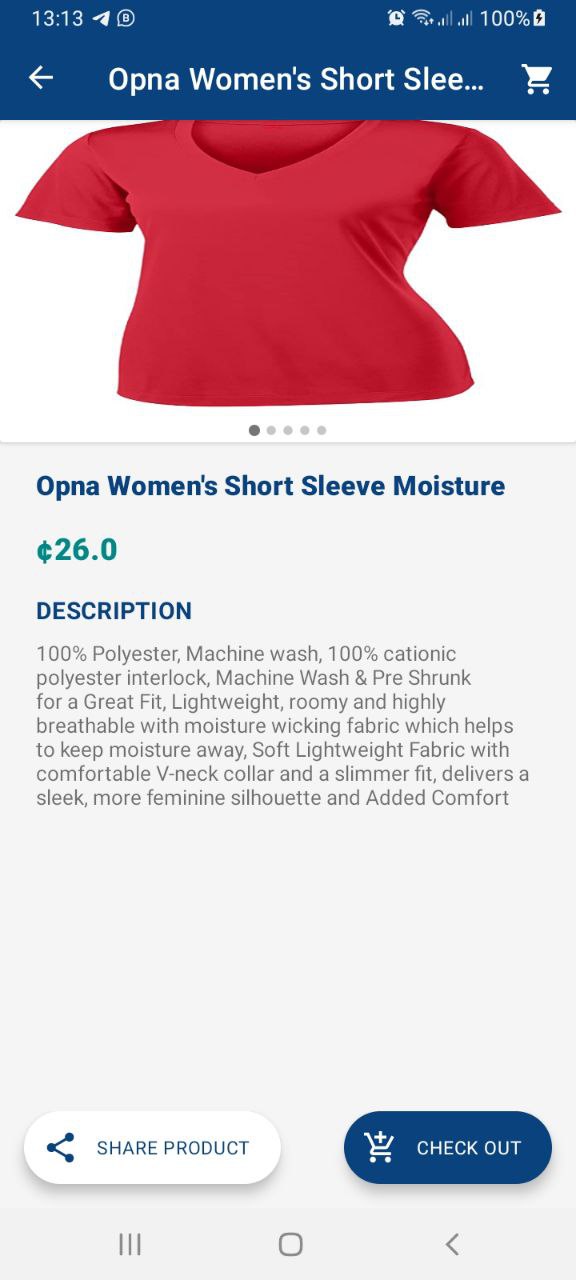 13:13
100%
Opna Women's Short Slee...
Opna Women's Short Sleeve Moisture
¢26.0
DESCRIPTION
100% Polyester, Machine wash, 100% cationic
polyester interlock, Machine Wash & Pre Shrunk
for a Great Fit, Lightweight, roomy and highly
breathable with moisture wicking fabric which helps
to keep moisture away, Soft Lightweight Fabric with
comfortable V-neck collar and a slimmer fit, delivers a
sleek, more feminine silhouette and Added Comfort
SHARE PRODUCT
CHECK OUT